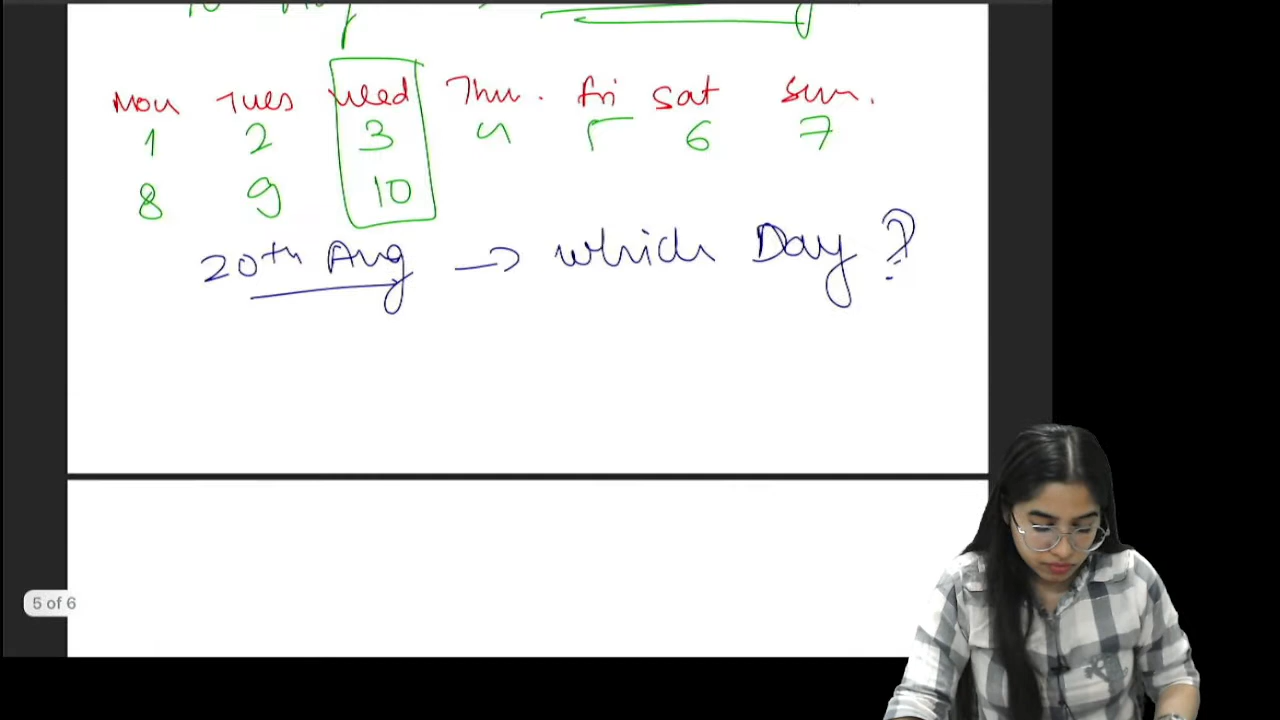 Mon Tues Wed Thu. Fri Sat Sun.
1 2 3 4 5 6 7
8 9 10
20th Aug → which Day ?
5 of 6